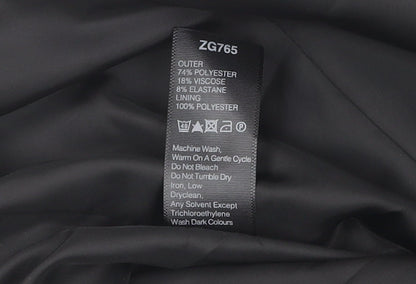 ZG765
OUTER
74% POLYESTER
18% VISCOSE
8% ELASTANE
LINING
100% POLYESTER
Machine Wash,
Warm On A Gentle Cycle
Do Not Bleach
Do Not Tumble Dry
Iron, Low
Dryclean,
Any Solvent Except
Trichloroethylene
Wash Dark Colours